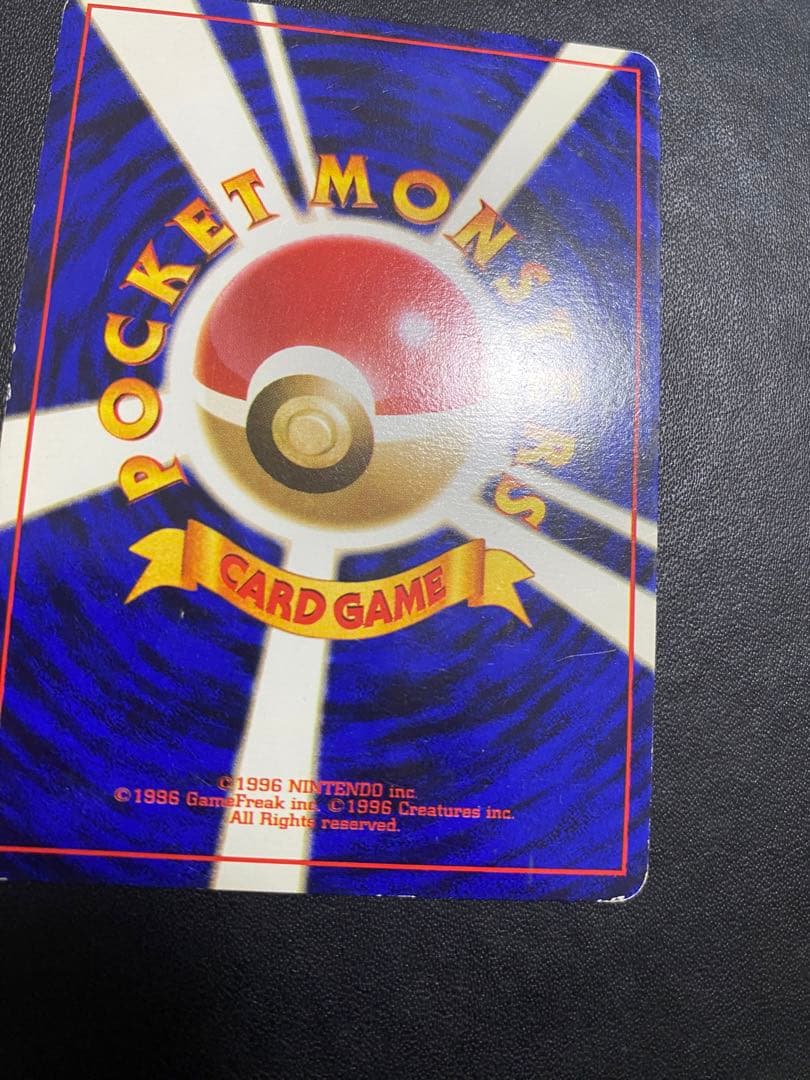 POCKET MONSTERS
CARD GAME
©1996 NINTENDO inc.
©1996 GameFreak inc. ©1996 Creatures inc.
All Rights reserved.